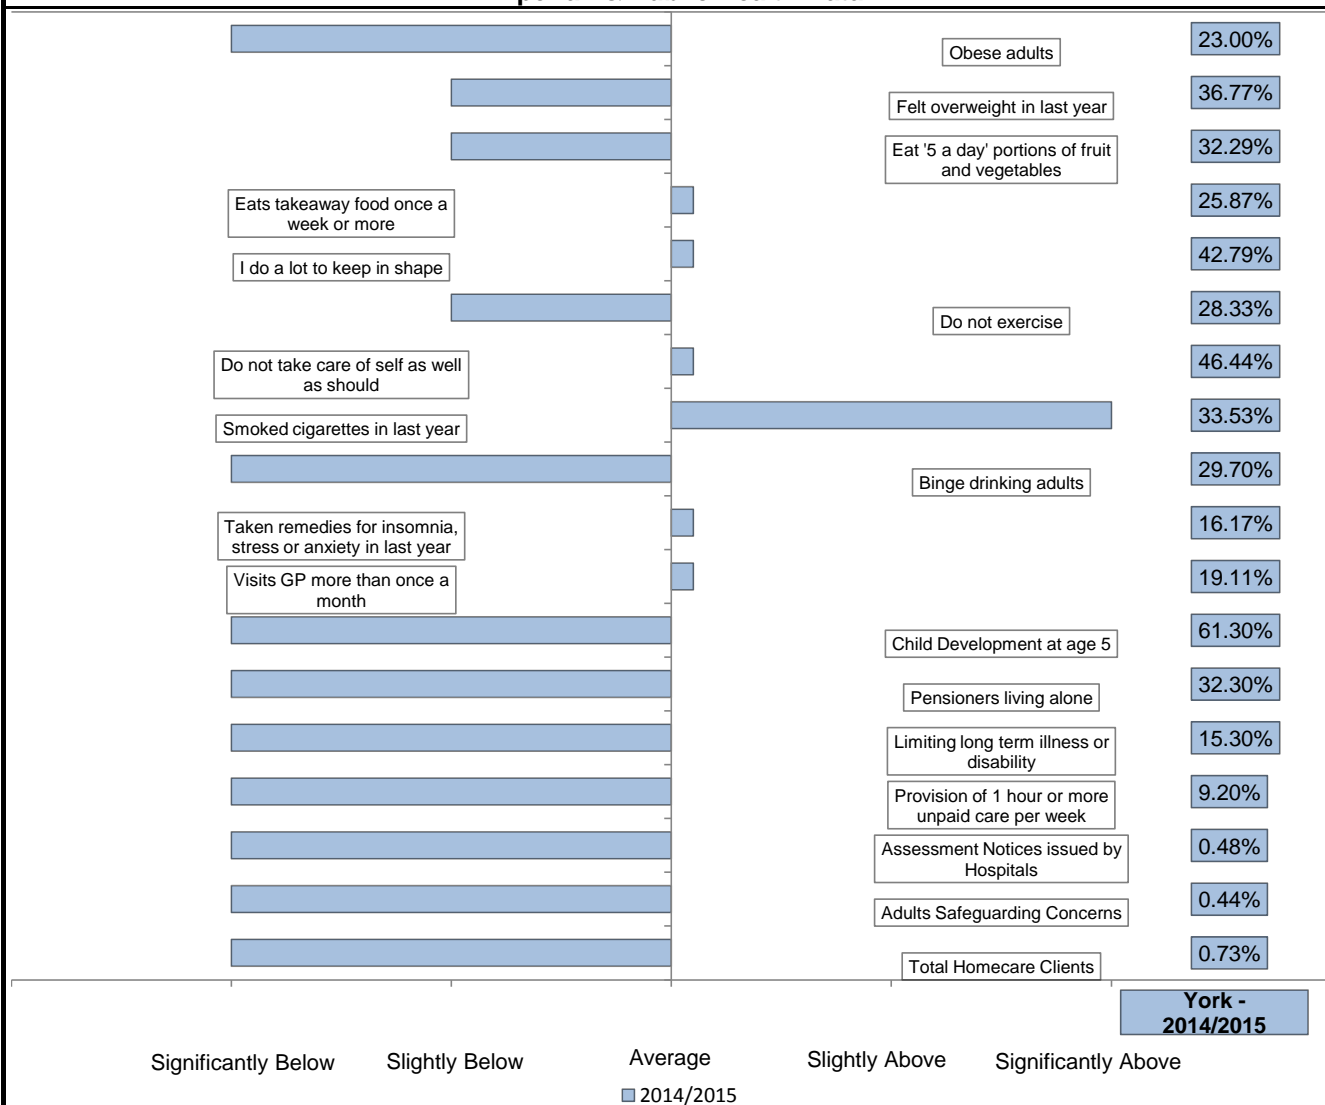 Obese adults
23.00%
Felt overweight in last year
36.77%
Eat '5 a day' portions of fruit
and vegetables
32.29%
Eats takeaway food once a
week or more
25.87%
I do a lot to keep in shape
42.79%
Do not exercise
28.33%
Do not take care of self as well
as should
46.44%
Smoked cigarettes in last year
33.53%
Binge drinking adults
29.70%
Taken remedies for insomnia,
stress or anxiety in last year
16.17%
Visits GP more than once a
month
19.11%
Child Development at age 5
61.30%
Pensioners living alone
32.30%
Limiting long term illness or
disability
15.30%
Provision of 1 hour or more
unpaid care per week
9.20%
Assessment Notices issued by
Hospitals
0.48%
Adults Safeguarding Concerns
0.44%
Total Homecare Clients
0.73%
York -
2014/2015
Significantly Below Slightly Below Average Slightly Above Significantly Above
2014/2015